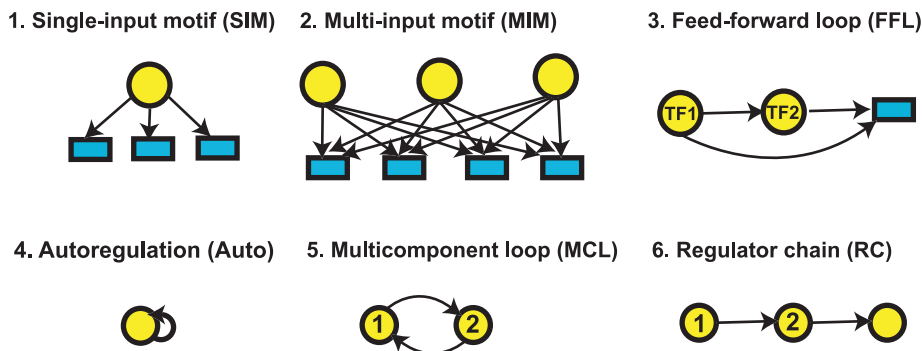 1. Single-input motif (SIM)
2. Multi-input motif (MIM)
3. Feed-forward loop (FFL)
TF1
TF2
4. Autoregulation (Auto)
5. Multicomponent loop (MCL)
6. Regulator chain (RC)
1
2
1
2